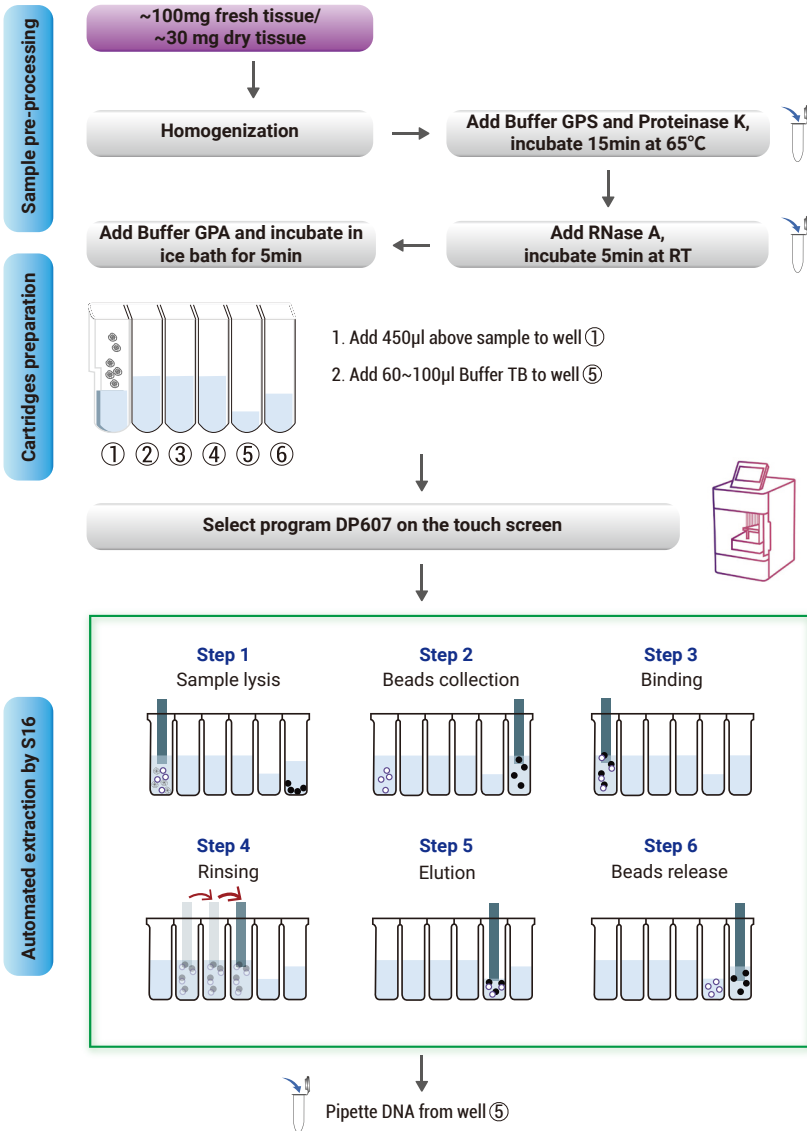 Sample pre-processing
~100mg fresh tissue/
~30 mg dry tissue
Homogenization
Add Buffer GPS and Proteinase K,
incubate 15min at 65℃
Add RNase A,
incubate 5min at RT
Add Buffer GPA and incubate in
ice bath for 5min
Cartridges preparation
① ② ③ ④ ⑤ ⑥
1. Add 450µl above sample to well ①
2. Add 60~100µl Buffer TB to well ⑤
Select program DP607 on the touch screen
Automated extraction by S16
Step 1
Sample lysis
Step 2
Beads collection
Step 3
Binding
Step 4
Rinsing
Step 5
Elution
Step 6
Beads release
Pipette DNA from well ⑤